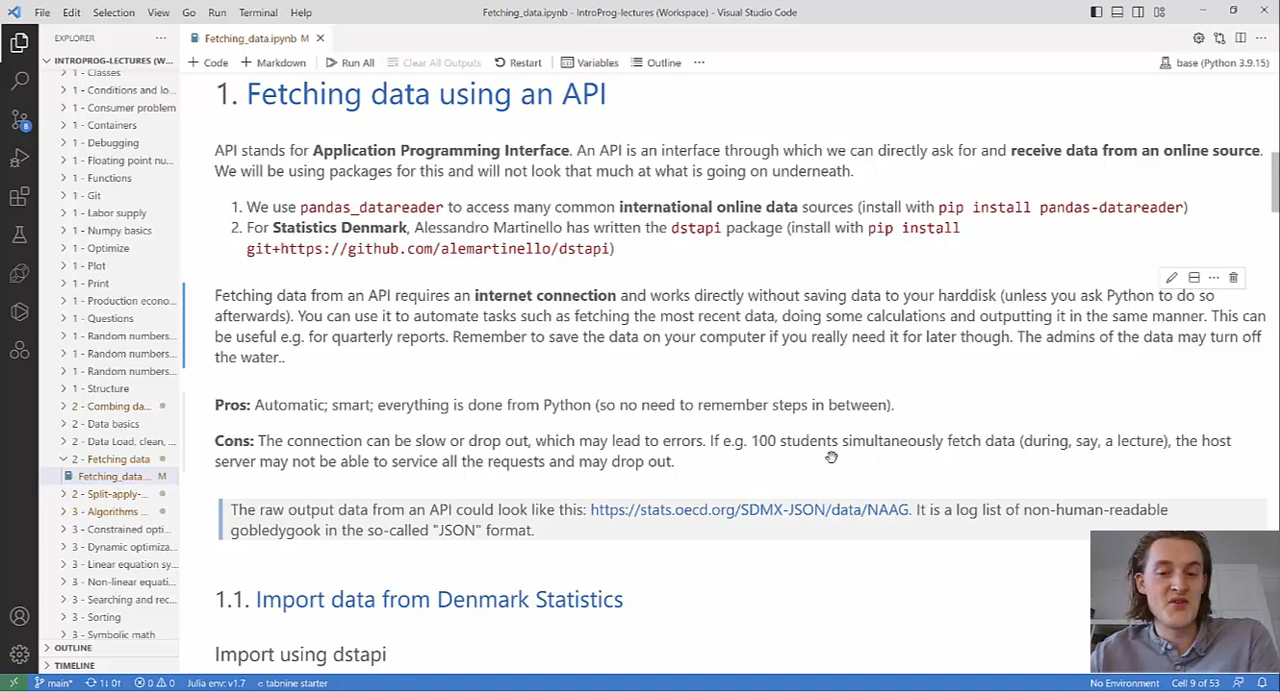 File Edit Selection View Go Run Terminal Help
Fetching_data.ipynb - IntroProg-lectures (Workspace) - Visual Studio Code
EXPLORER
INTROPROG-LECTURES (W...
1 - Classes
1 - Conditions and lo...
1 - Consumer problem
1 - Containers
1 - Debugging
1 - Floating point nu...
1 - Functions
1 - Git
1 - Labor supply
1 - Numpy basics
1 - Optimize
1 - Plot
1 - Print
1 - Production econo...
1 - Questions
1 - Random numbers...
1 - Random numbers...
1 - Random numbers...
1 - Structure
2 - Combing da...
2 - Data basics
2 - Data Load, clean, ...
2 - Fetching data
Fetching_data.... M
2 - Split-apply-...
3 - Algorithms ...
3 - Constrained opti...
3 - Dynamic optimiza...
3 - Linear equation sy...
3 - Non-linear equati...
3 - Searching and rec...
3 - Sorting
3 - Symbolic math
OUTLINE
TIMELINE
8
Fetching_data.ipynb M
+ Code + Markdown Run All Clear All Outputs Restart Variables Outline ...
base (Python 3.9.15)
1. Fetching data using an API
API stands for Application Programming Interface. An API is an interface through which we can directly ask for and receive data from an online source.
We will be using packages for this and will not look that much at what is going on underneath.
1. We use pandas_datareader to access many common international online data sources (install with pip install pandas-datareader)
2. For Statistics Denmark, Alessandro Martinello has written the dstapi package (install with pip install
git+https://github.com/alemartinello/dstapi)
Fetching data from an API requires an internet connection and works directly without saving data to your harddisk (unless you ask Python to do so
afterwards). You can use it to automate tasks such as fetching the most recent data, doing some calculations and outputting it in the same manner. This can
be useful e.g. for quarterly reports. Remember to save the data on your computer if you really need it for later though. The admins of the data may turn off
the water..
Pros: Automatic; smart; everything is done from Python (so no need to remember steps in between).
Cons: The connection can be slow or drop out, which may lead to errors. If e.g. 100 students simultaneously fetch data (during, say, a lecture), the host
server may not be able to service all the requests and may drop out.
The raw output data from an API could look like this: https://stats.oecd.org/SDMX-JSON/data/NAAG. It is a log list of non-human-readable
gobledygook in the so-called "JSON" format.
1.1. Import data from Denmark Statistics
Import using dstapi
main* 1↓ 0↑ 0 0 Julia env: v1.7 tabnine starter
No Environment Cell 9 of 53